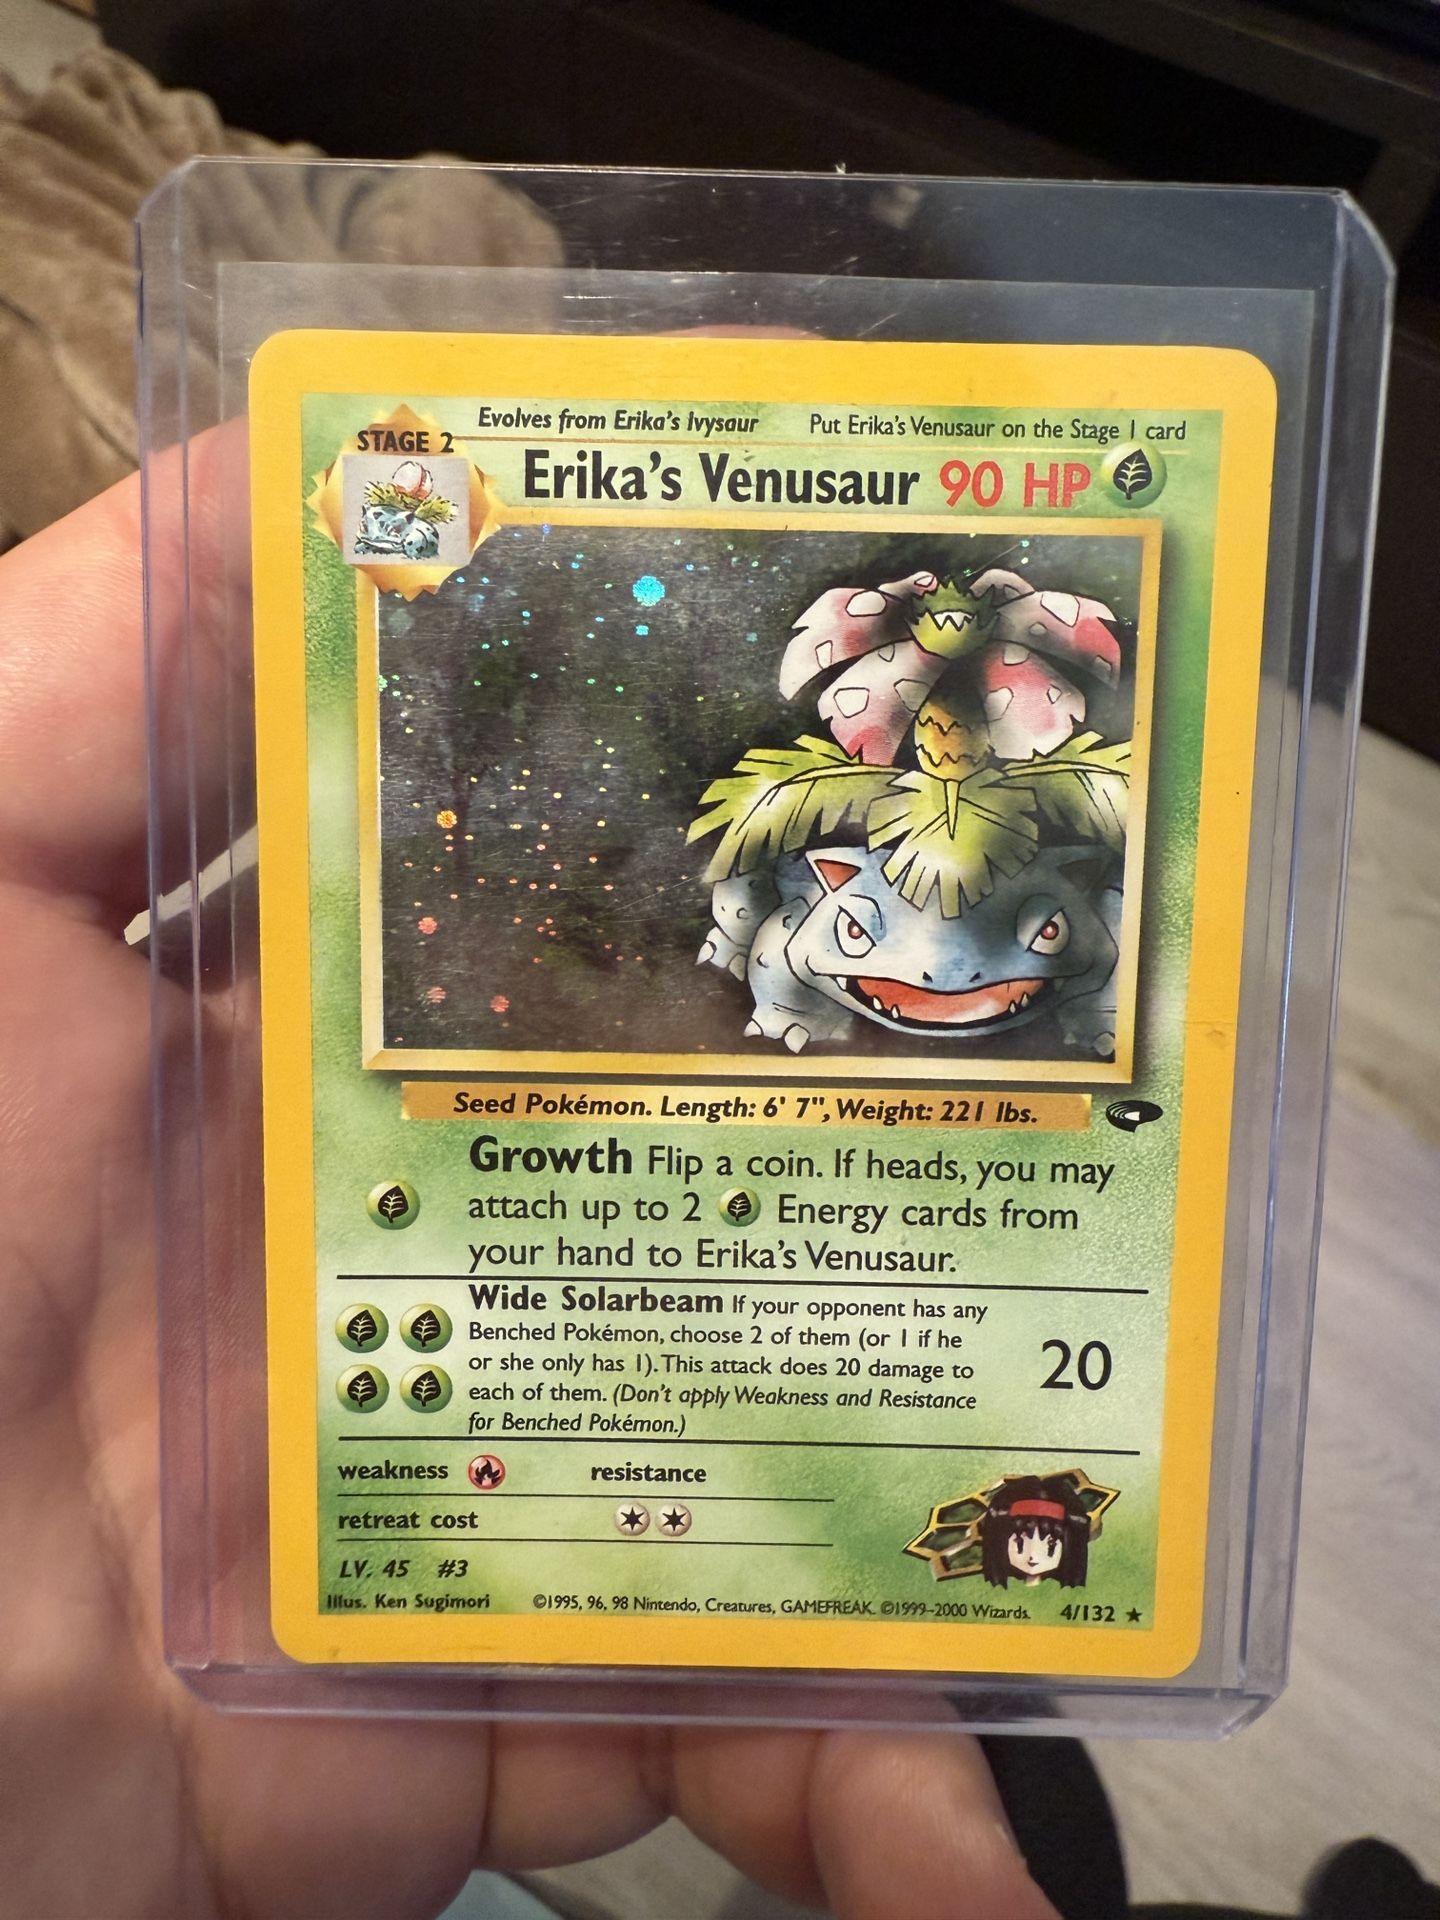 Evolves from Erika's Ivysaur Put Erika's Venusaur on the Stage 1 card
STAGE 2
Erika's Venusaur 90 HP
Seed Pokémon. Length: 6' 7", Weight: 221 lbs.
Growth Flip a coin. If heads, you may
attach up to 2 Energy cards from
your hand to Erika's Venusaur.
Wide Solarbeam If your opponent has any
Benched Pokémon, choose 2 of them (or 1 if he
or she only has 1). This attack does 20 damage to
each of them. (Don't apply Weakness and Resistance
for Benched Pokémon.)
20
weakness resistance
retreat cost
LV. 45 #3
Illus. Ken Sugimori ©1995, 96, 98 Nintendo, Creatures, GAMEFREAK. ©1999–2000 Wizards. 4/132 ★